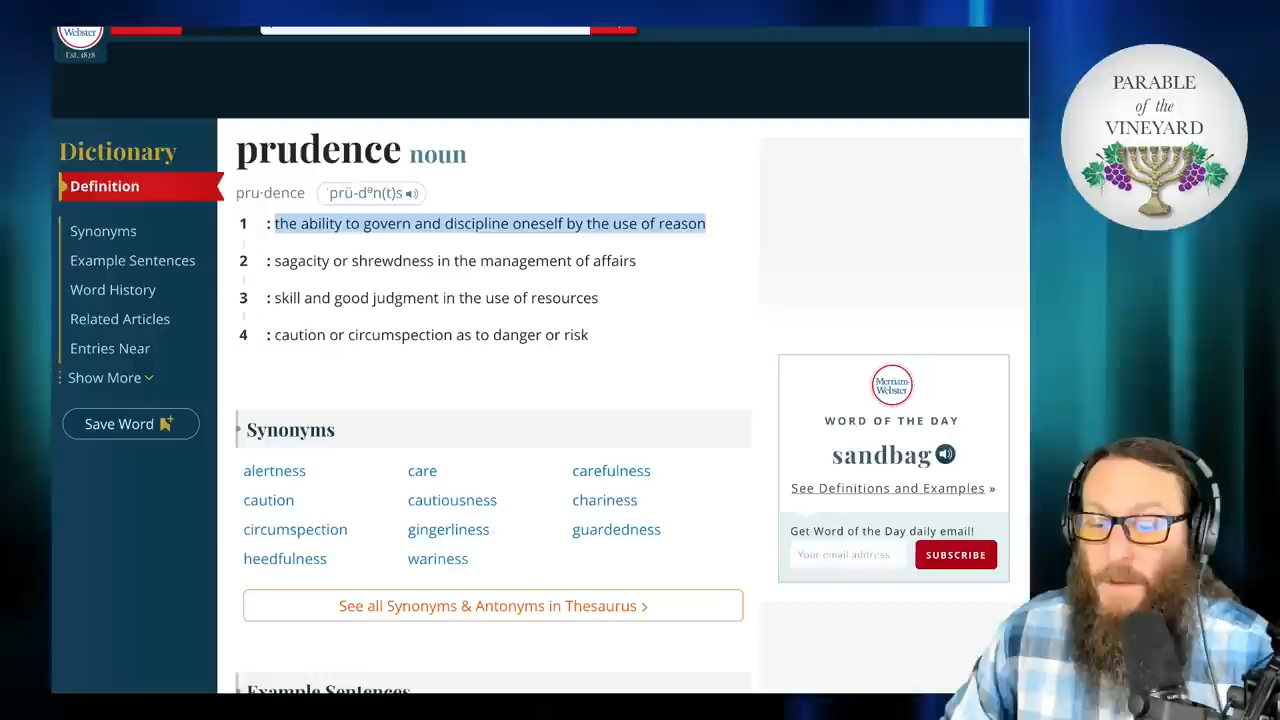 Webster
Est. 1828
Dictionary
Definition
Synonyms
Example Sentences
Word History
Related Articles
Entries Near
Show More
Save Word
prudence noun
pru·dence ˈprü-dᵊn(t)s
1 : the ability to govern and discipline oneself by the use of reason
2 : sagacity or shrewdness in the management of affairs
3 : skill and good judgment in the use of resources
4 : caution or circumspection as to danger or risk
Synonyms
alertness care carefulness
caution cautiousness chariness
circumspection gingerliness guardedness
heedfulness wariness
See all Synonyms & Antonyms in Thesaurus >
Example Sentences
Merriam-
Webster
WORD OF THE DAY
sandbag
See Definitions and Examples »
Get Word of the Day daily email!
Your email address
SUBSCRIBE
PARABLE
of the
VINEYARD